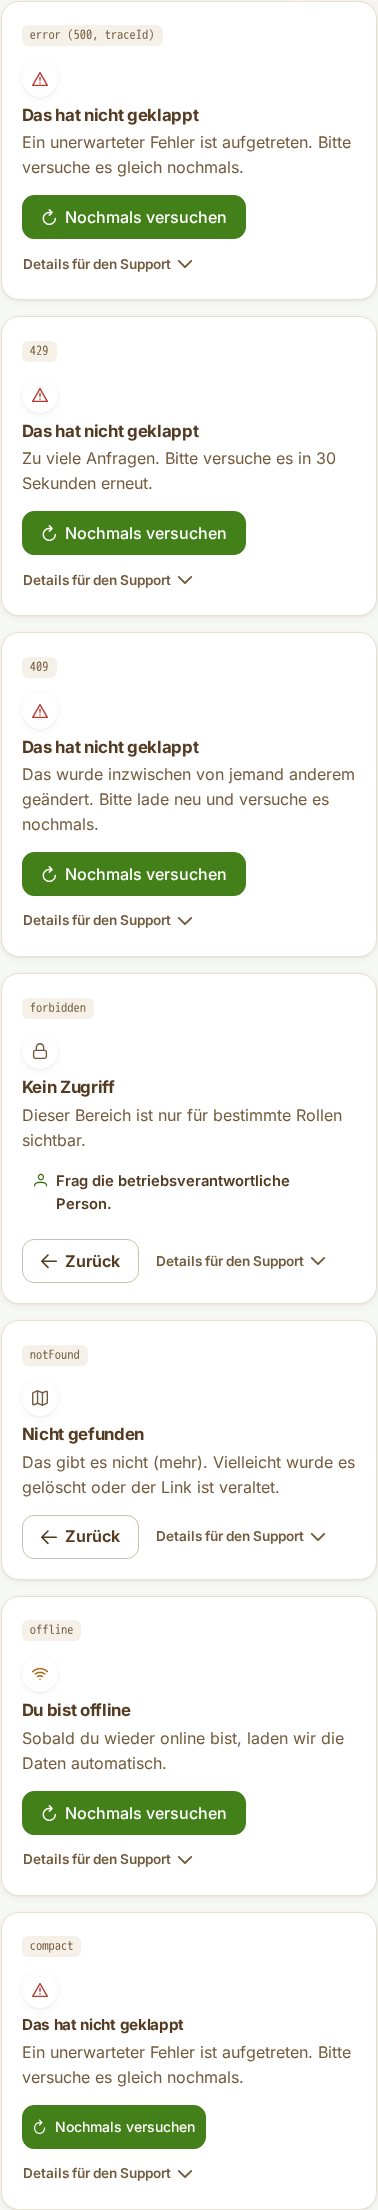 error (500, traceId)
Das hat nicht geklappt
Ein unerwarteter Fehler ist aufgetreten. Bitte
versuche es gleich nochmals.
Nochmals versuchen
Details für den Support
429
Das hat nicht geklappt
Zu viele Anfragen. Bitte versuche es in 30
Sekunden erneut.
Nochmals versuchen
Details für den Support
409
Das hat nicht geklappt
Das wurde inzwischen von jemand anderem
geändert. Bitte lade neu und versuche es
nochmals.
Nochmals versuchen
Details für den Support
forbidden
Kein Zugriff
Dieser Bereich ist nur für bestimmte Rollen
sichtbar.
Frag die betriebsverantwortliche
Person.
Zurück Details für den Support
notFound
Nicht gefunden
Das gibt es nicht (mehr). Vielleicht wurde es
gelöscht oder der Link ist veraltet.
Zurück Details für den Support
offline
Du bist offline
Sobald du wieder online bist, laden wir die
Daten automatisch.
Nochmals versuchen
Details für den Support
compact
Das hat nicht geklappt
Ein unerwarteter Fehler ist aufgetreten. Bitte
versuche es gleich nochmals.
Nochmals versuchen
Details für den Support